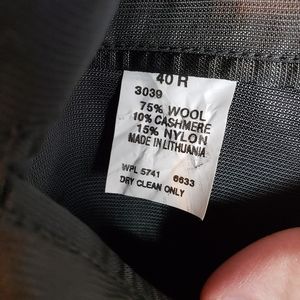 40 R
3039
75% WOOL
10% CASHMERE
15% NYLON
MADE IN LITHUANIA
WPL 5741 6633
DRY CLEAN ONLY